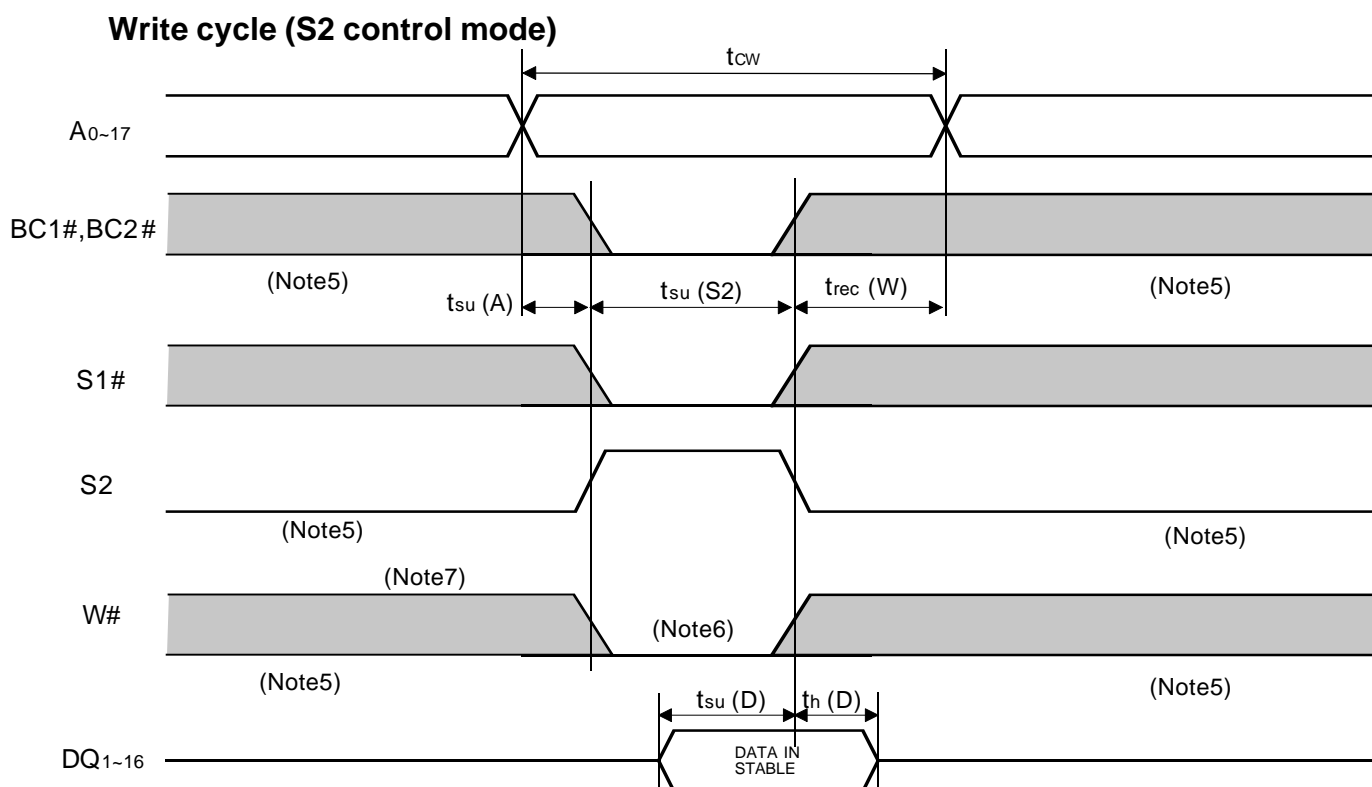 Write cycle (S2 control mode)
tCW
A0~17
BC1#,BC2#
(Note5)
tsu (A)
tsu (S2)
trec (W)
(Note5)
S1#
S2
(Note5)
(Note5)
(Note7)
W#
(Note6)
(Note5)
(Note5)
tsu (D)
th (D)
DQ1~16
DATA IN
STABLE